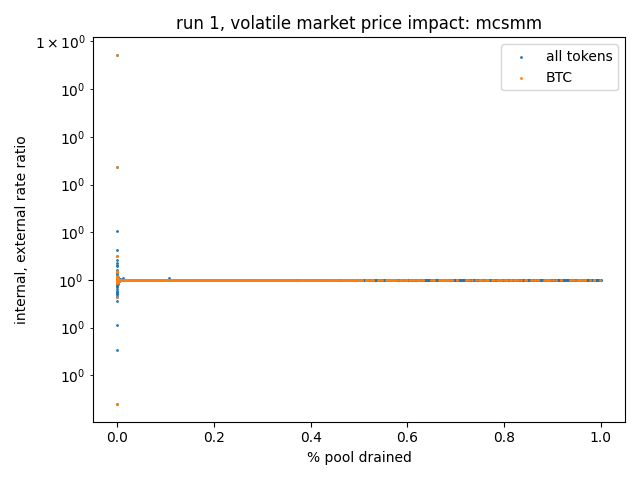 run 1, volatile market price impact: mcsmm
1 × 10⁰
10⁰
10⁰
10⁰
10⁰
10⁰
10⁰
10⁰
internal, external rate ratio
all tokens
BTC
0.0 0.2 0.4 0.6 0.8 1.0
% pool drained